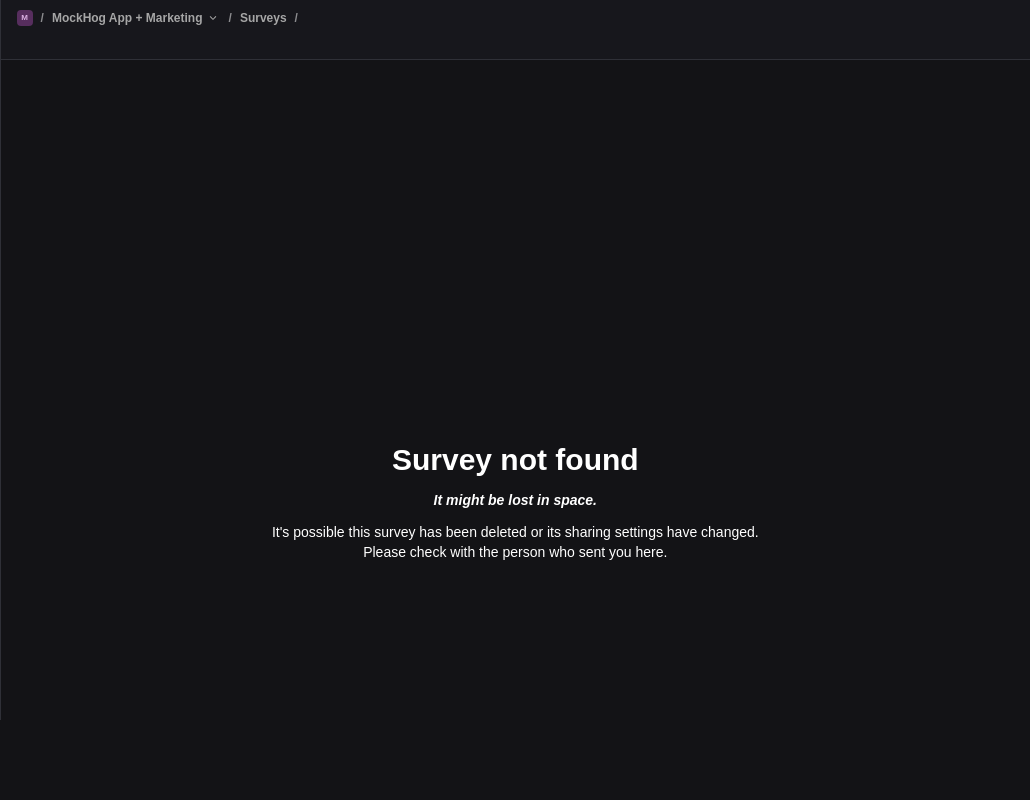 M / MockHog App + Marketing / Surveys /
Survey not found
It might be lost in space.
It's possible this survey has been deleted or its sharing settings have changed.
Please check with the person who sent you here.